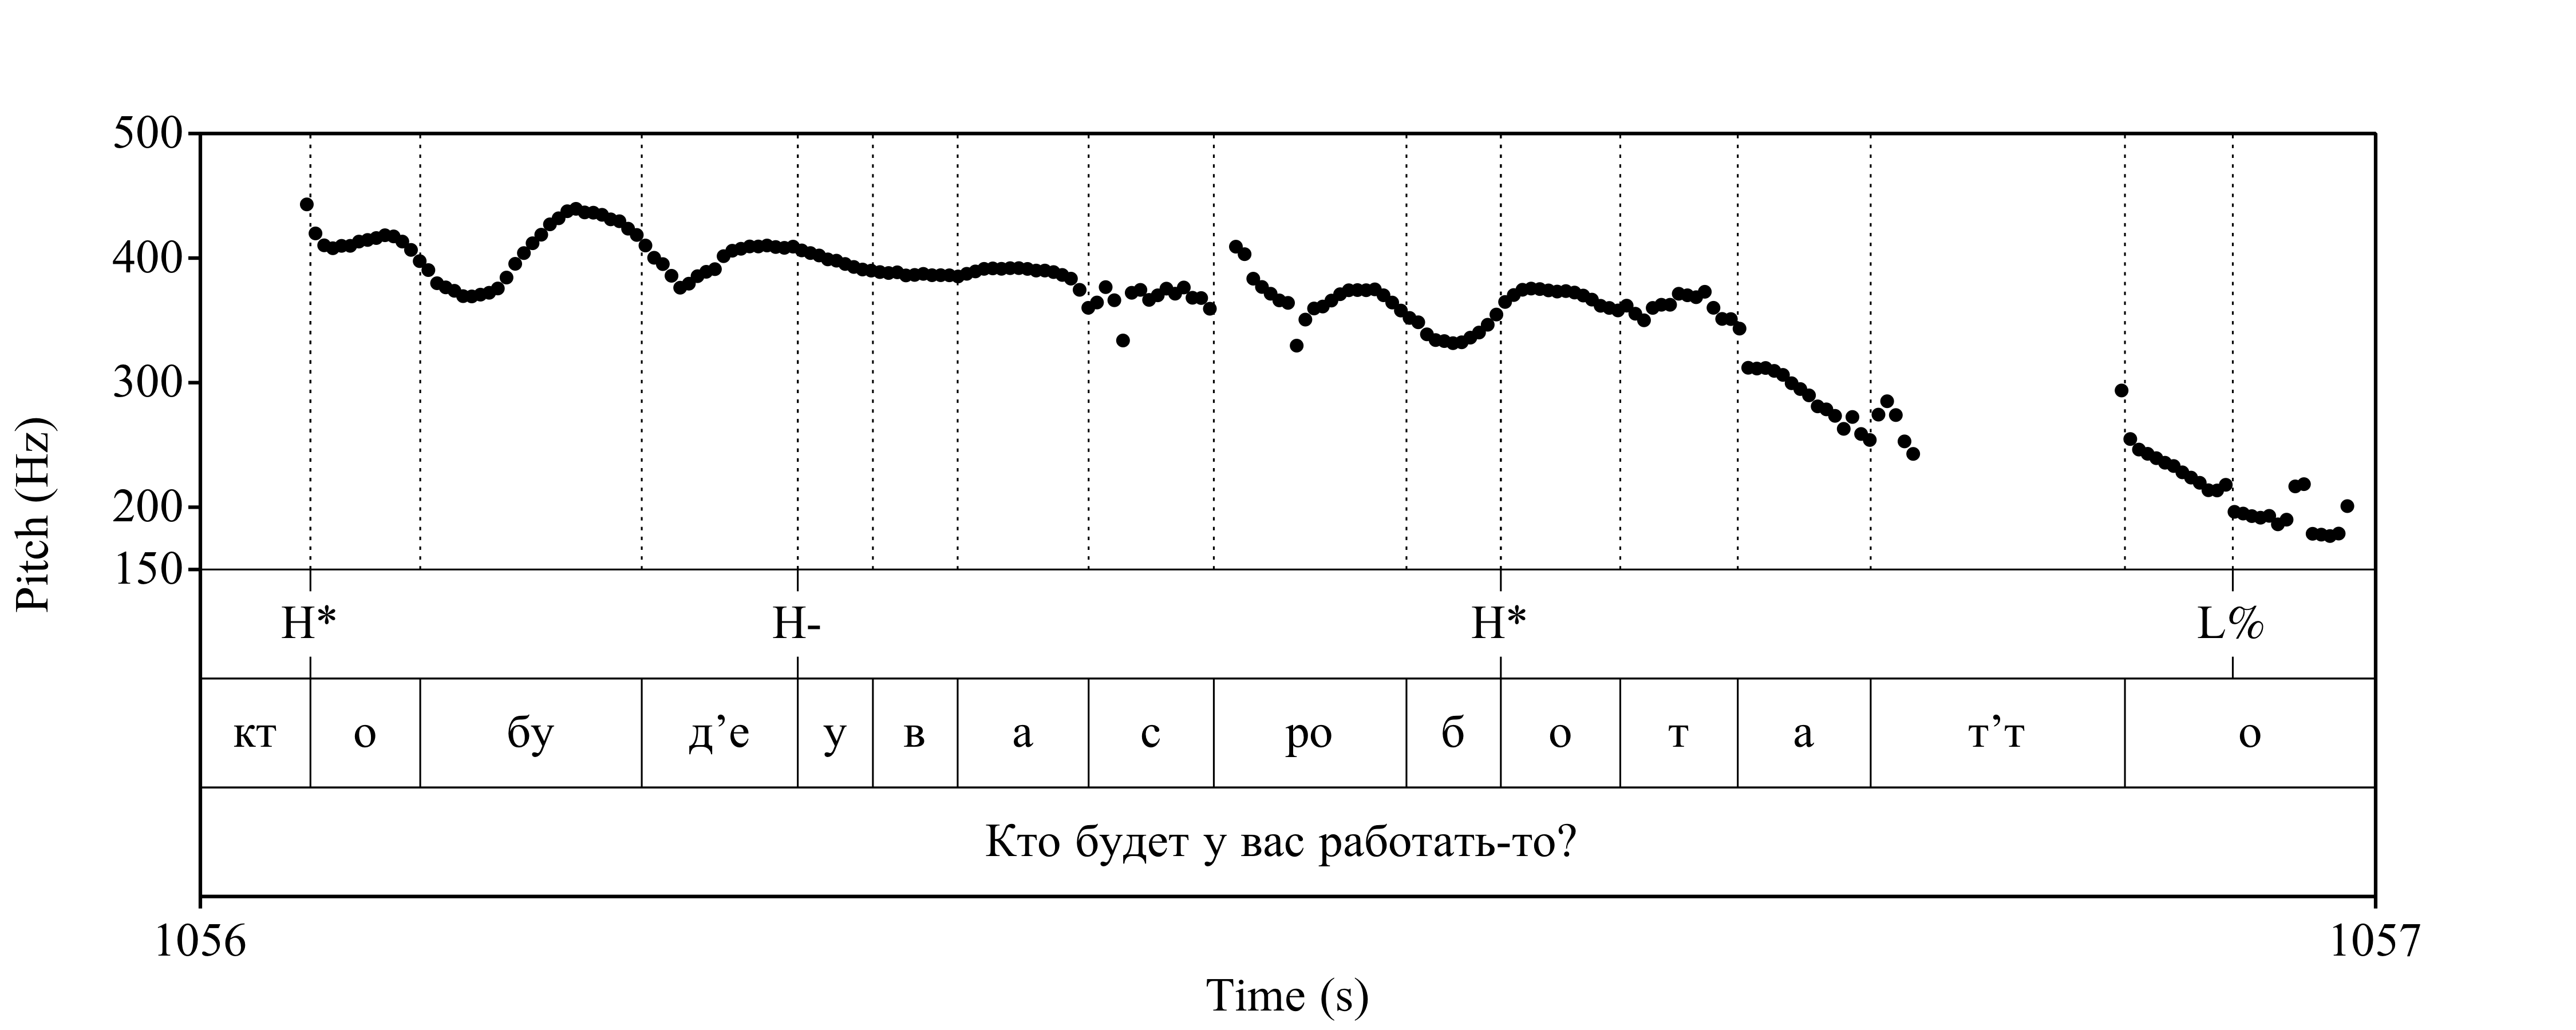 500
400
300
200
150
Pitch (Hz)
H* H- H* L%
кт о бу д’е у в а с ро б о т а т’т о
Кто будет у вас работать-то?
1056 1057
Time (s)